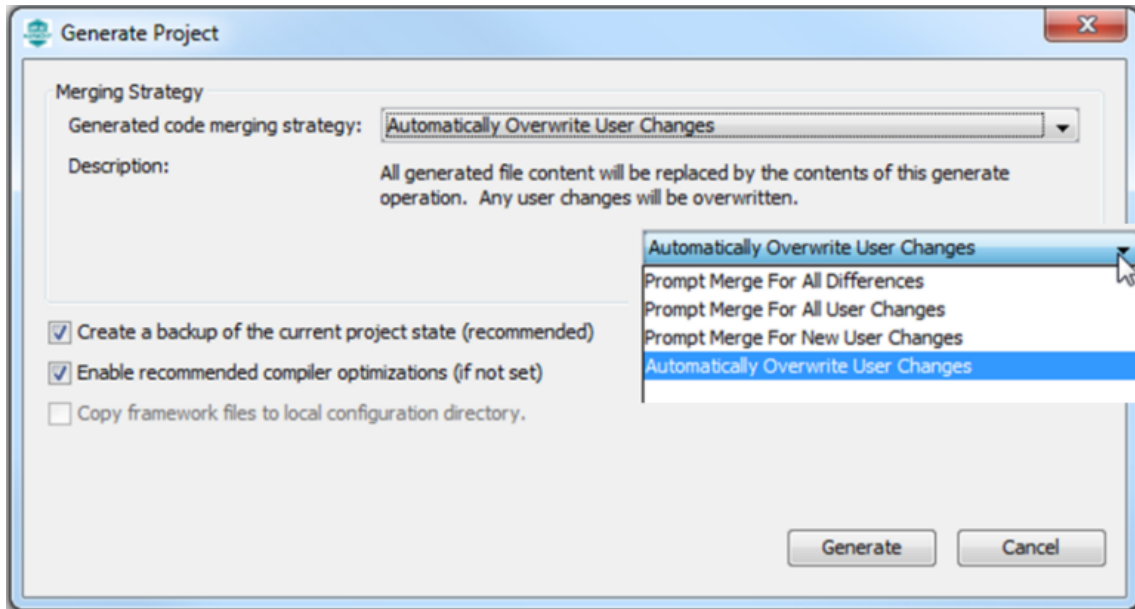 Generate Project
Merging Strategy
Generated code merging strategy:
Automatically Overwrite User Changes
Description:
All generated file content will be replaced by the contents of this generate
operation. Any user changes will be overwritten.
Automatically Overwrite User Changes
Prompt Merge For All Differences
Prompt Merge For All User Changes
Prompt Merge For New User Changes
Automatically Overwrite User Changes
Create a backup of the current project state (recommended)
Enable recommended compiler optimizations (if not set)
Copy framework files to local configuration directory.
Generate
Cancel